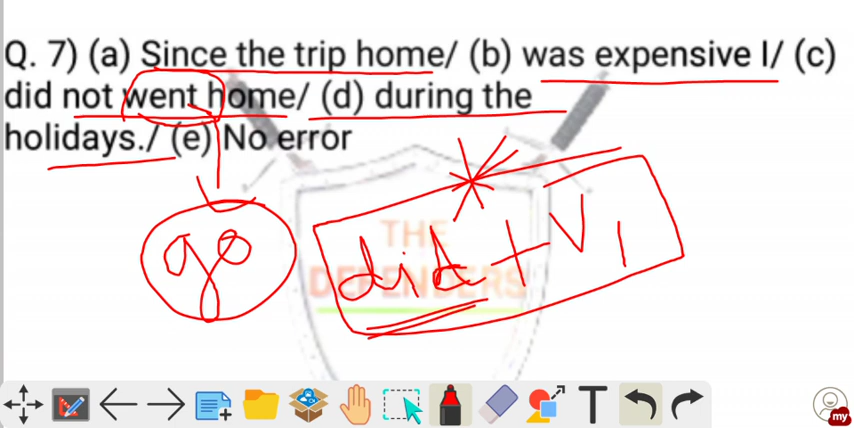 Q. 7) (a) Since the trip home/ (b) was expensive I/ (c)
did not went home/ (d) during the
holidays./ (e) No error
go
did + V1
THE
DEFENDERS
T
my